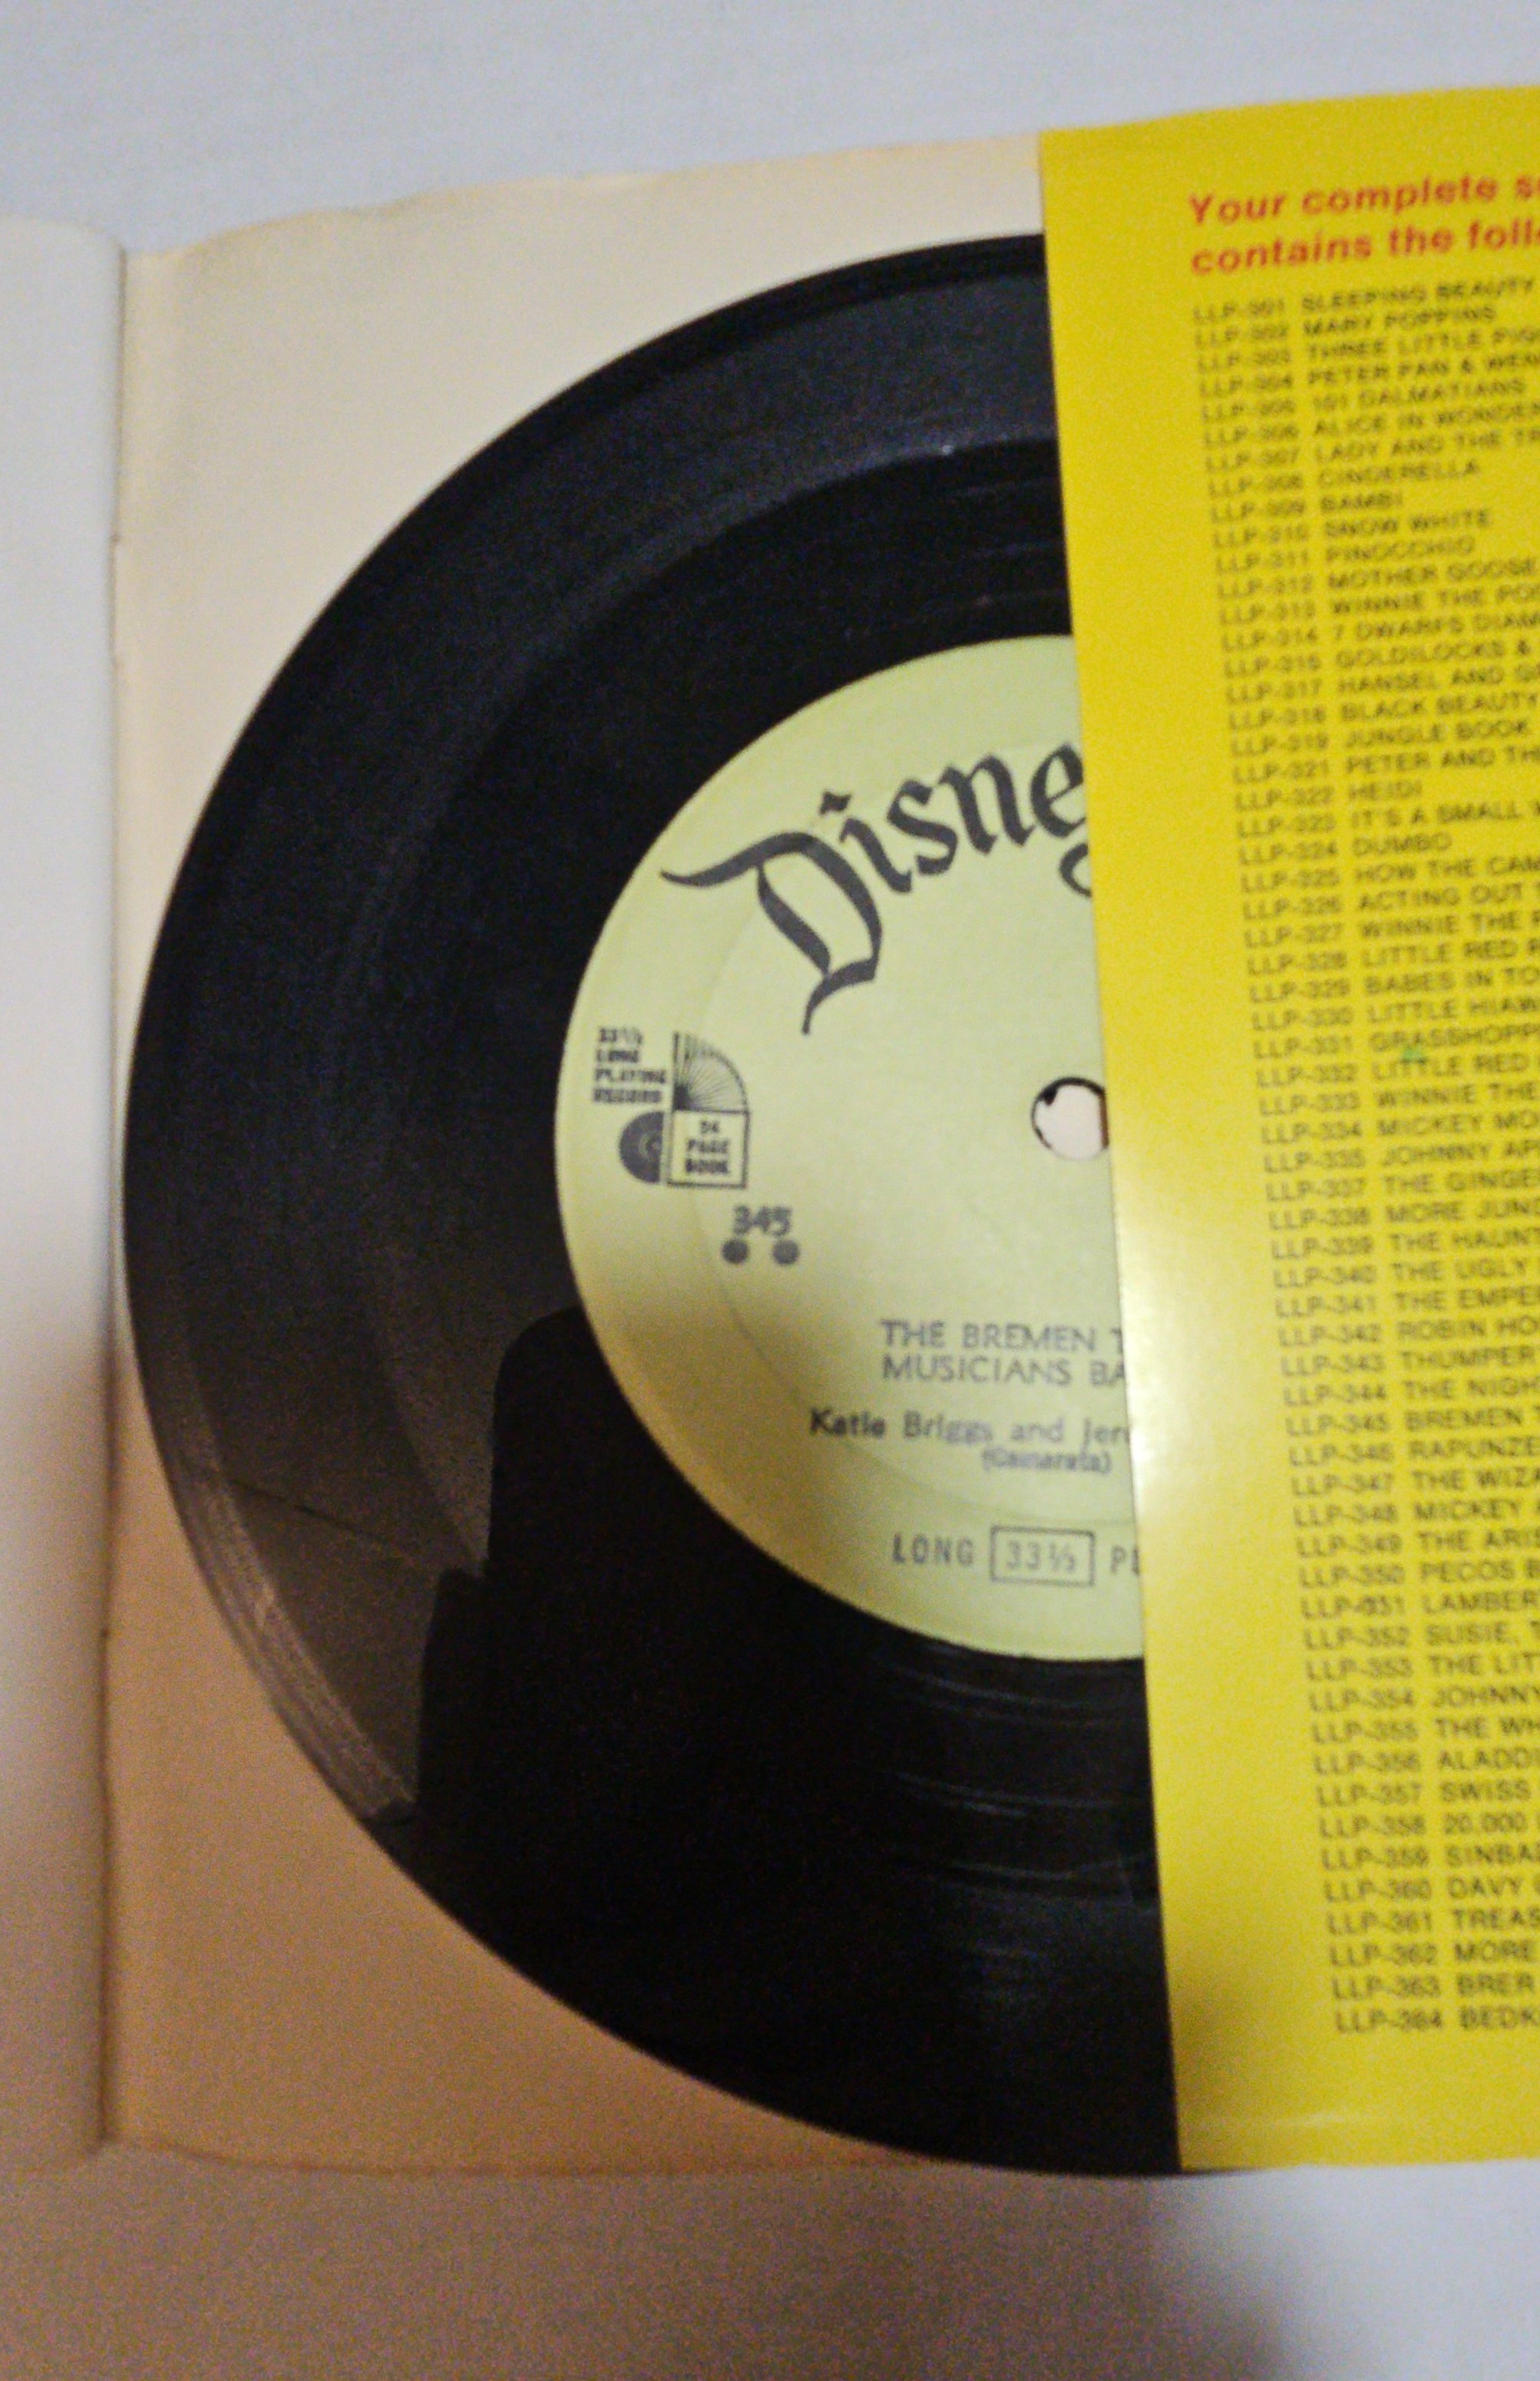 Disney
33⅓
LONG
PLAYING
RECORD
24
PAGE
BOOK
345
THE BREMEN T
MUSICIANS BA
Katie Briggs and Jer
(Camarata)
LONG 33⅓ PL
Your complete s
contains the foll
LLP-301 SLEEPING BEAUTY
LLP-302 MARY POPPINS
LLP-303 THREE LITTLE PIG
LLP-304 PETER PAN & WEN
LLP-305 101 DALMATIANS
LLP-306 ALICE IN WONDE
LLP-307 LADY AND THE T
LLP-308 CINDERELLA
LLP-309 BAMBI
LLP-310 SNOW WHITE
LLP-311 PINOCCHIO
LLP-312 MOTHER GOOSE
LLP-313 WINNIE THE PO
LLP-314 7 DWARFS DIAM
LLP-315 GOLDILOCKS &
LLP-317 HANSEL AND G
LLP-318 BLACK BEAUTY
LLP-319 JUNGLE BOOK
LLP-321 PETER AND TH
LLP-322 HEIDI
LLP-323 IT'S A SMALL
LLP-324 DUMBO
LLP-325 HOW THE CAM
LLP-326 ACTING OUT
LLP-327 WINNIE THE
LLP-328 LITTLE RED
LLP-329 BABES IN TO
LLP-330 LITTLE HIAW
LLP-331 GRASSHOPP
LLP-332 LITTLE RED
LLP-333 WINNIE THE
LLP-334 MICKEY MO
LLP-335 JOHNNY AP
LLP-337 THE GINGE
LLP-338 MORE JUNG
LLP-339 THE HAUNT
LLP-340 THE UGLY
LLP-341 THE EMPE
LLP-342 ROBIN HO
LLP-343 THUMPER
LLP-344 THE NIGH
LLP-345 BREMEN
LLP-346 RAPUNZE
LLP-347 THE WIZA
LLP-348 MICKEY
LLP-349 THE ARIS
LLP-350 PECOS B
LLP-351 LAMBER
LLP-352 SUSIE, T
LLP-353 THE LIT
LLP-354 JOHNNY
LLP-355 THE WH
LLP-356 ALADD
LLP-357 SWISS
LLP-358 20,000
LLP-359 SINBA
LLP-360 DAVY
LLP-361 TREAS
LLP-362 MORE
LLP-363 BRER
LLP-364 BEDK